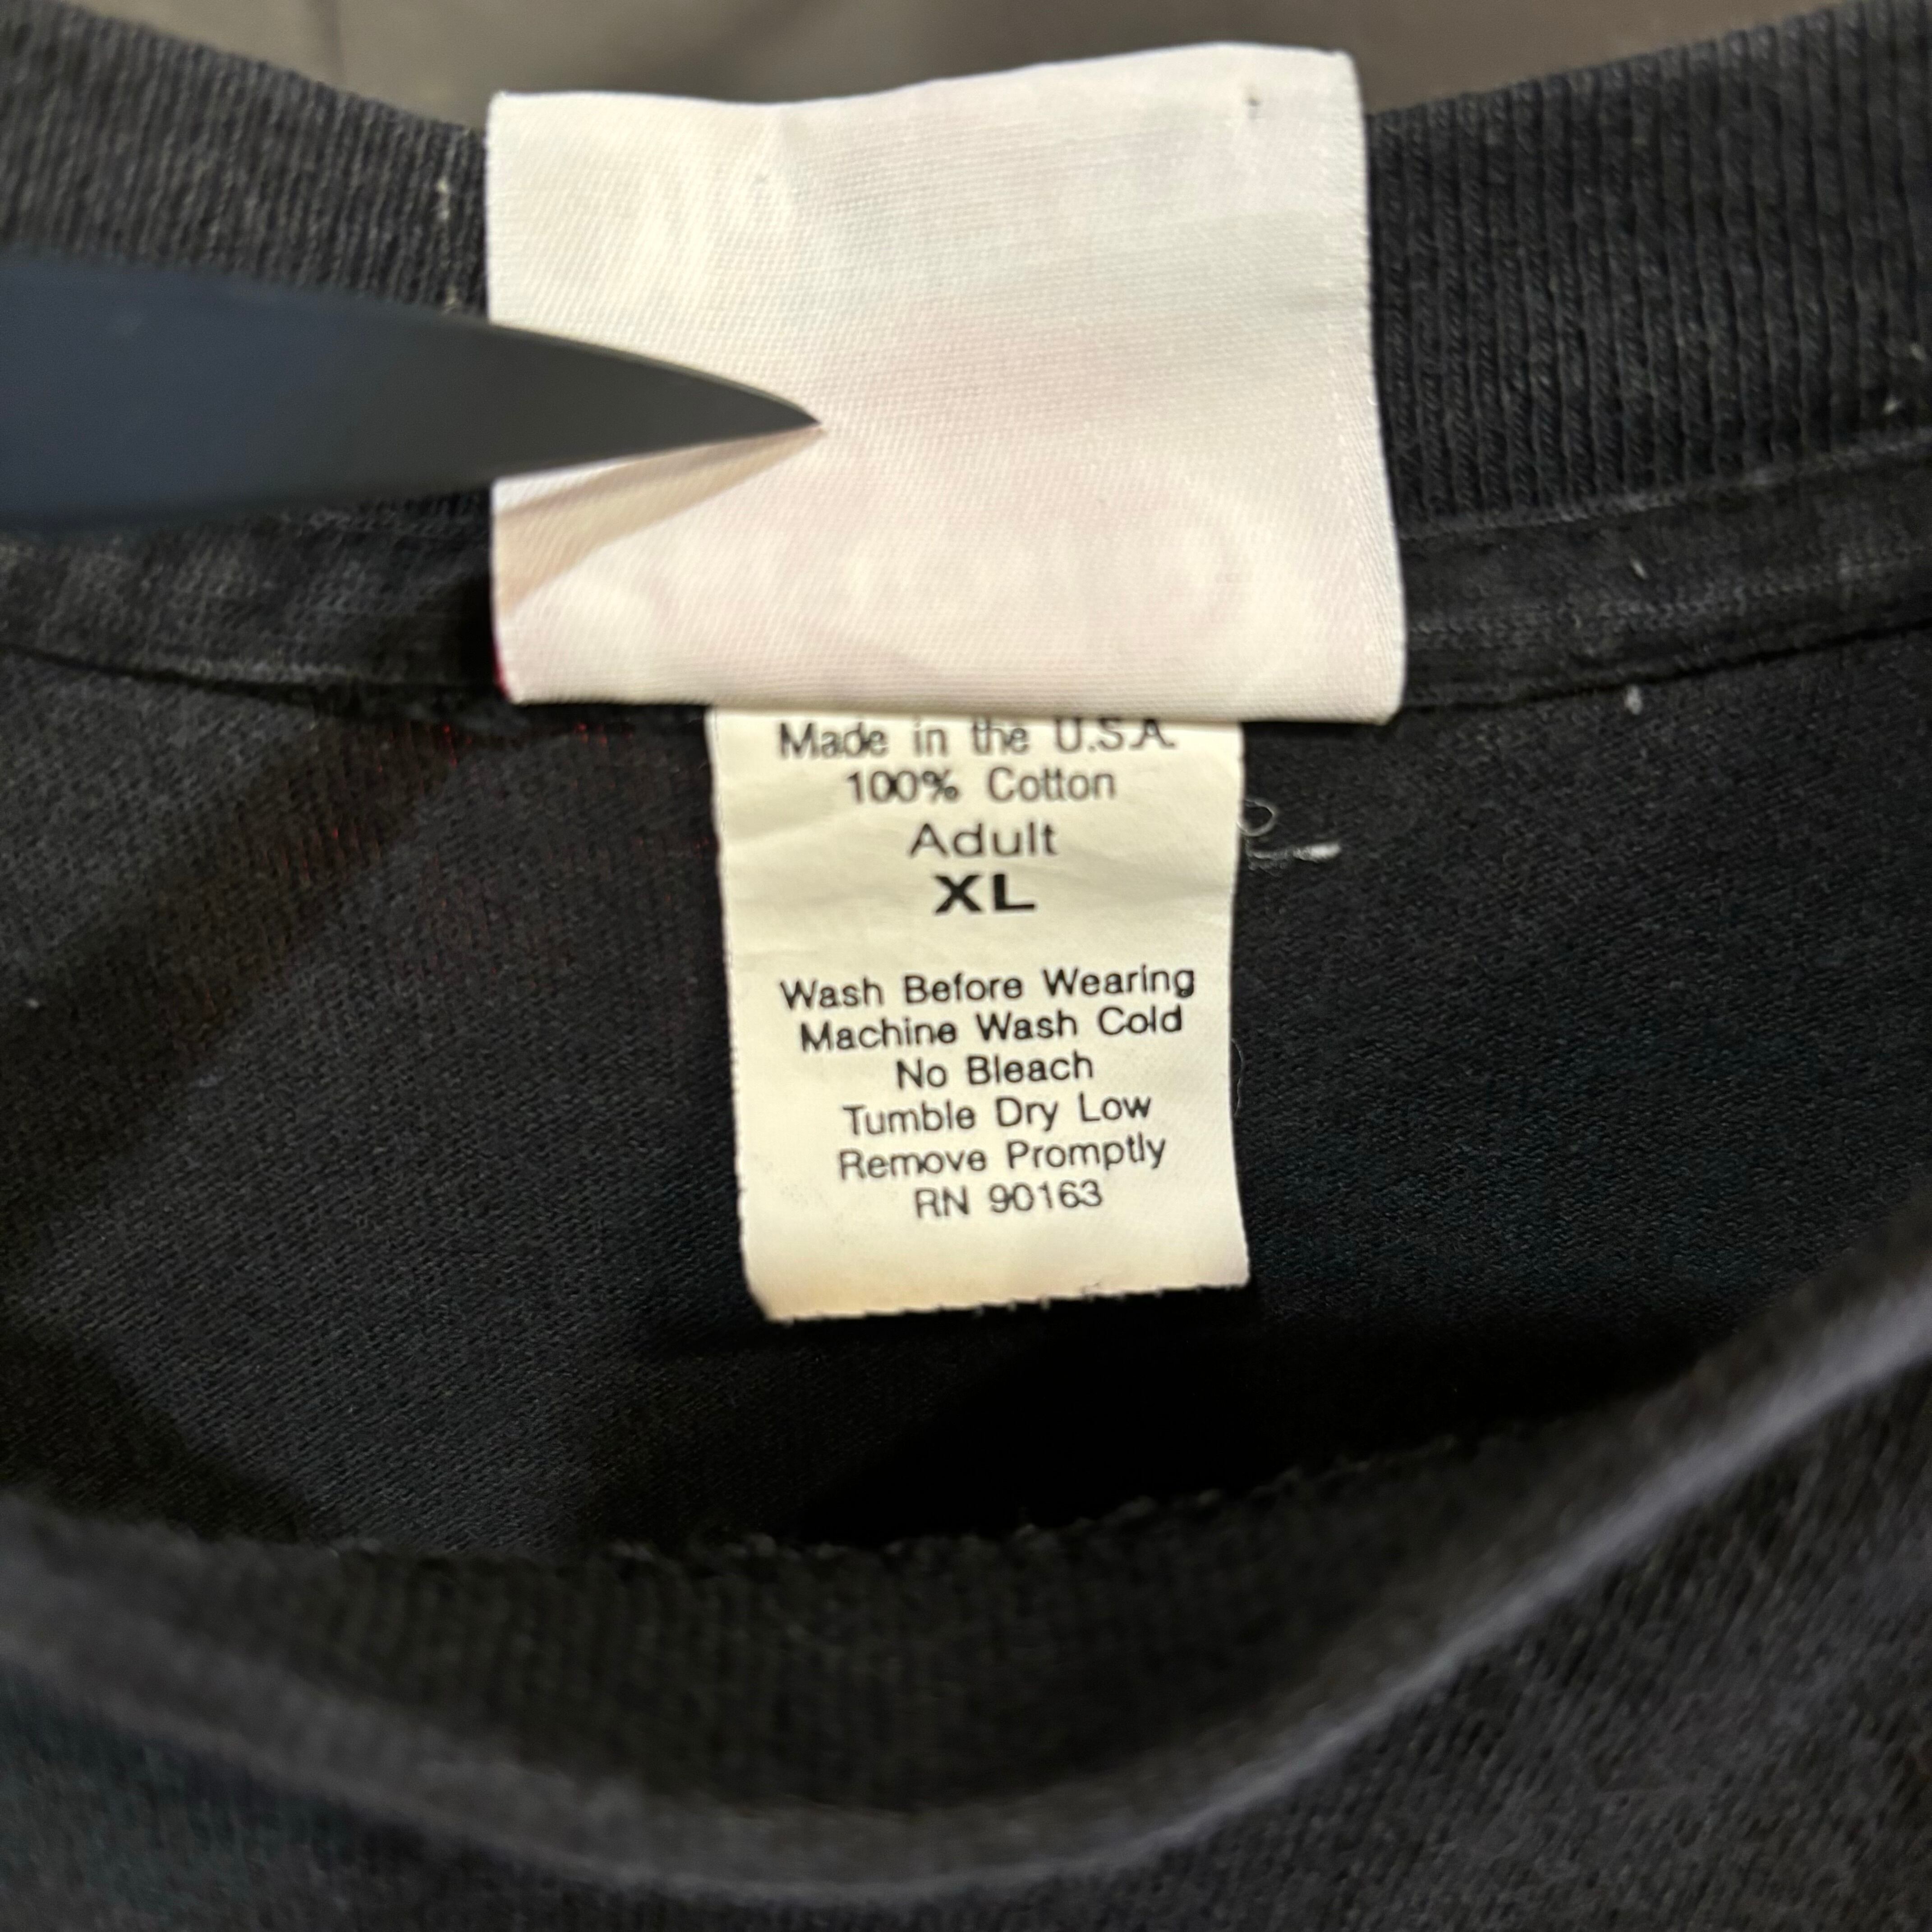 Made in the U.S.A.
100% Cotton
Adult
XL
Wash Before Wearing
Machine Wash Cold
No Bleach
Tumble Dry Low
Remove Promptly
RN 90163